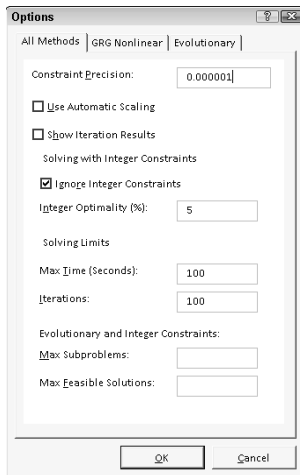 Options
All Methods GRG Nonlinear Evolutionary
Constraint Precision: 0.000001
Use Automatic Scaling
Show Iteration Results
Solving with Integer Constraints
Ignore Integer Constraints
Integer Optimality (%): 5
Solving Limits
Max Time (Seconds): 100
Iterations: 100
Evolutionary and Integer Constraints:
Max Subproblems:
Max Feasible Solutions:
OK Cancel